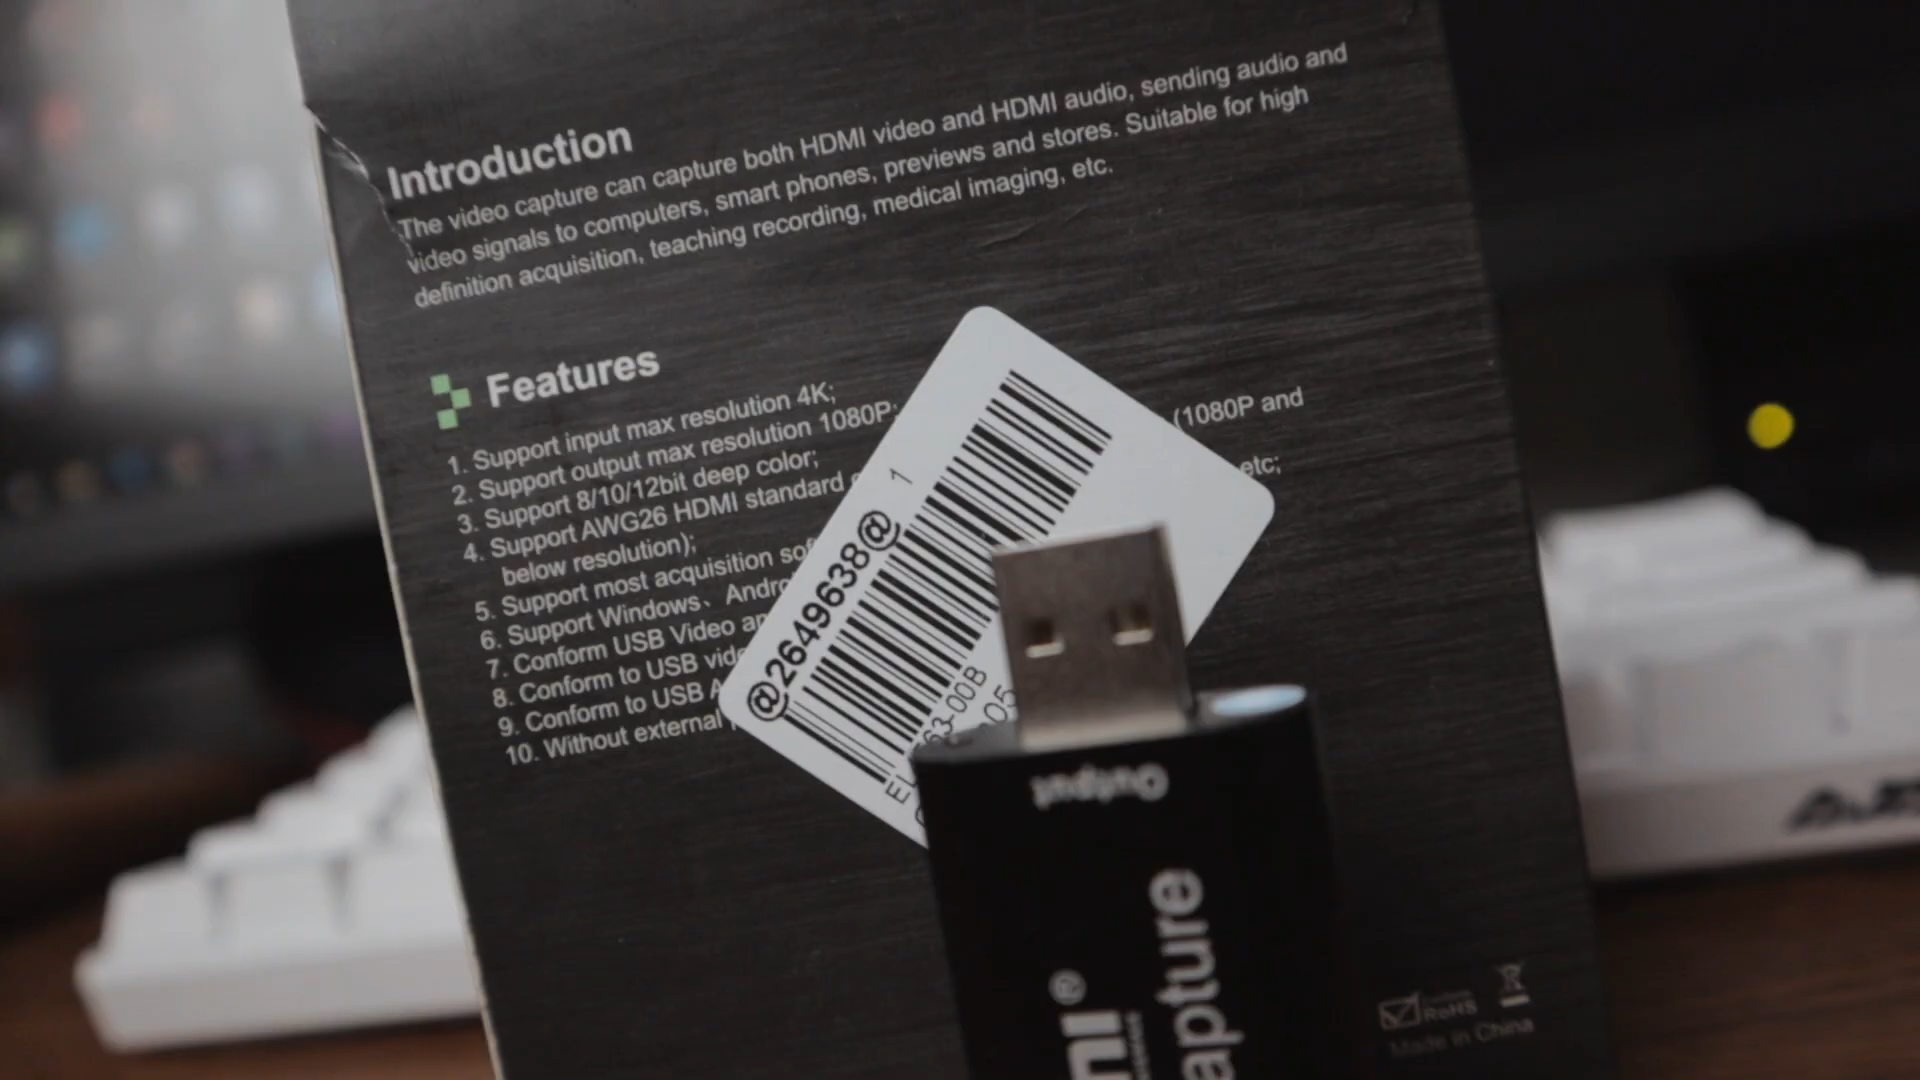 Introduction
The video capture can capture both HDMI video and HDMI audio, sending audio and
video signals to computers, smart phones, previews and stores. Suitable for high
definition acquisition, teaching recording, medical imaging, etc.
Features
1. Support input max resolution 4K;
2. Support output max resolution 1080P;
3. Support 8/10/12bit deep color;
4. Support AWG26 HDMI standard (1080P and
below resolution);
5. Support most acquisition etc;
6. Support Windows、
7. Conform USB Video
8. Conform to USB
9. Conform to USB
10. Without external
@2649638@ 1
Output
RoHS
Made in China